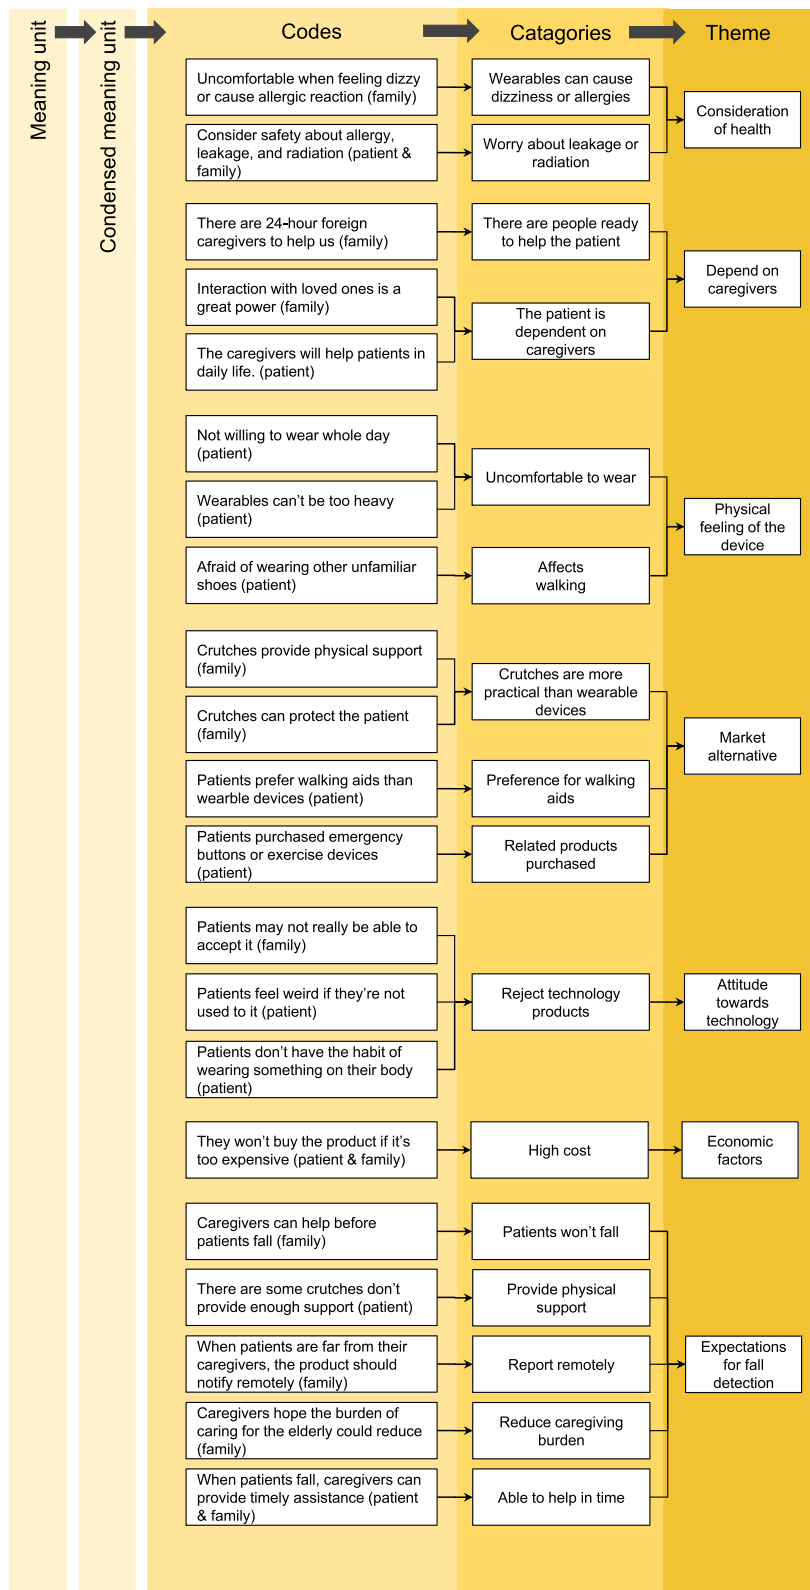 Meaning unit
Condensed meaning unit
Codes
Catagories
Theme
Uncomfortable when feeling dizzy
or cause allergic reaction (family)
Wearables can cause
dizziness or allergies
Consideration
of health
Consider safety about allergy,
leakage, and radiation (patient &
family)
Worry about leakage or
radiation
There are 24-hour foreign
caregivers to help us (family)
There are people ready
to help the patient
Depend on
caregivers
Interaction with loved ones is a
great power (family)
The patient is
dependent on
caregivers
The caregivers will help patients in
daily life. (patient)
Not willing to wear whole day
(patient)
Uncomfortable to wear
Wearables can't be too heavy
(patient)
Physical
feeling of the
device
Afraid of wearing other unfamiliar
shoes (patient)
Affects
walking
Crutches provide physical support
(family)
Crutches are more
practical than wearable
devices
Crutches can protect the patient
(family)
Market
alternative
Patients prefer walking aids than
wearble devices (patient)
Preference for walking
aids
Patients purchased emergency
buttons or exercise devices
(patient)
Related products
purchased
Patients may not really be able to
accept it (family)
Patients feel weird if they're not
used to it (patient)
Reject technology
products
Attitude
towards
technology
Patients don't have the habit of
wearing something on their body
(patient)
They won't buy the product if it's
too expensive (patient & family)
High cost
Economic
factors
Caregivers can help before
patients fall (family)
Patients won't fall
There are some crutches don't
provide enough support (patient)
Provide physical
support
When patients are far from their
caregivers, the product should
notify remotely (family)
Report remotely
Expectations
for fall
detection
Caregivers hope the burden of
caring for the elderly could reduce
(family)
Reduce caregiving
burden
When patients fall, caregivers can
provide timely assistance (patient
& family)
Able to help in time